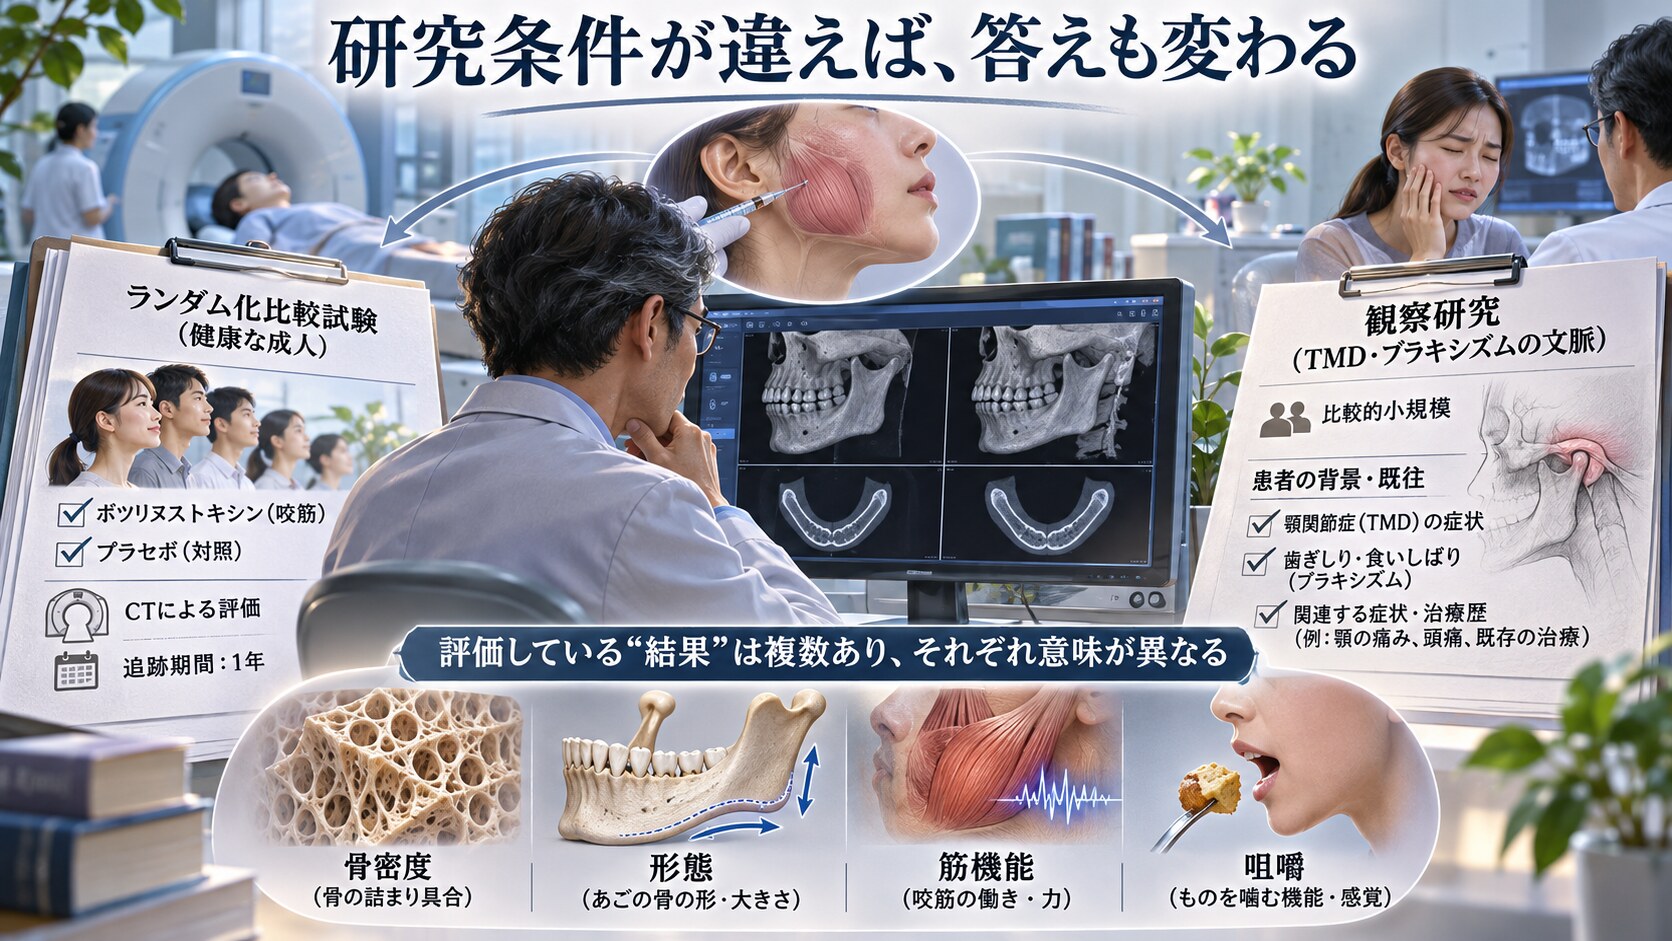 研究条件が違えば、答えも変わる
ランダム化比較試験
(健康な成人)
ボツリヌストキシン(咬筋)
プラセボ(対照)
CTによる評価
追跡期間:1年
観察研究
(TMD・ブラキシズムの文脈)
比較的小規模
患者の背景・既往
顎関節症(TMD)の症状
歯ぎしり・食いしばり
(ブラキシズム)
関連する症状・治療歴
(例:顎の痛み、頭痛、既存の治療)
評価している“結果”は複数あり、それぞれ意味が異なる
骨密度
(骨の詰まり具合)
形態
(あごの骨の形・大きさ)
筋機能
(咬筋の働き・力)
咀嚼
(ものを噛む機能・感覚)